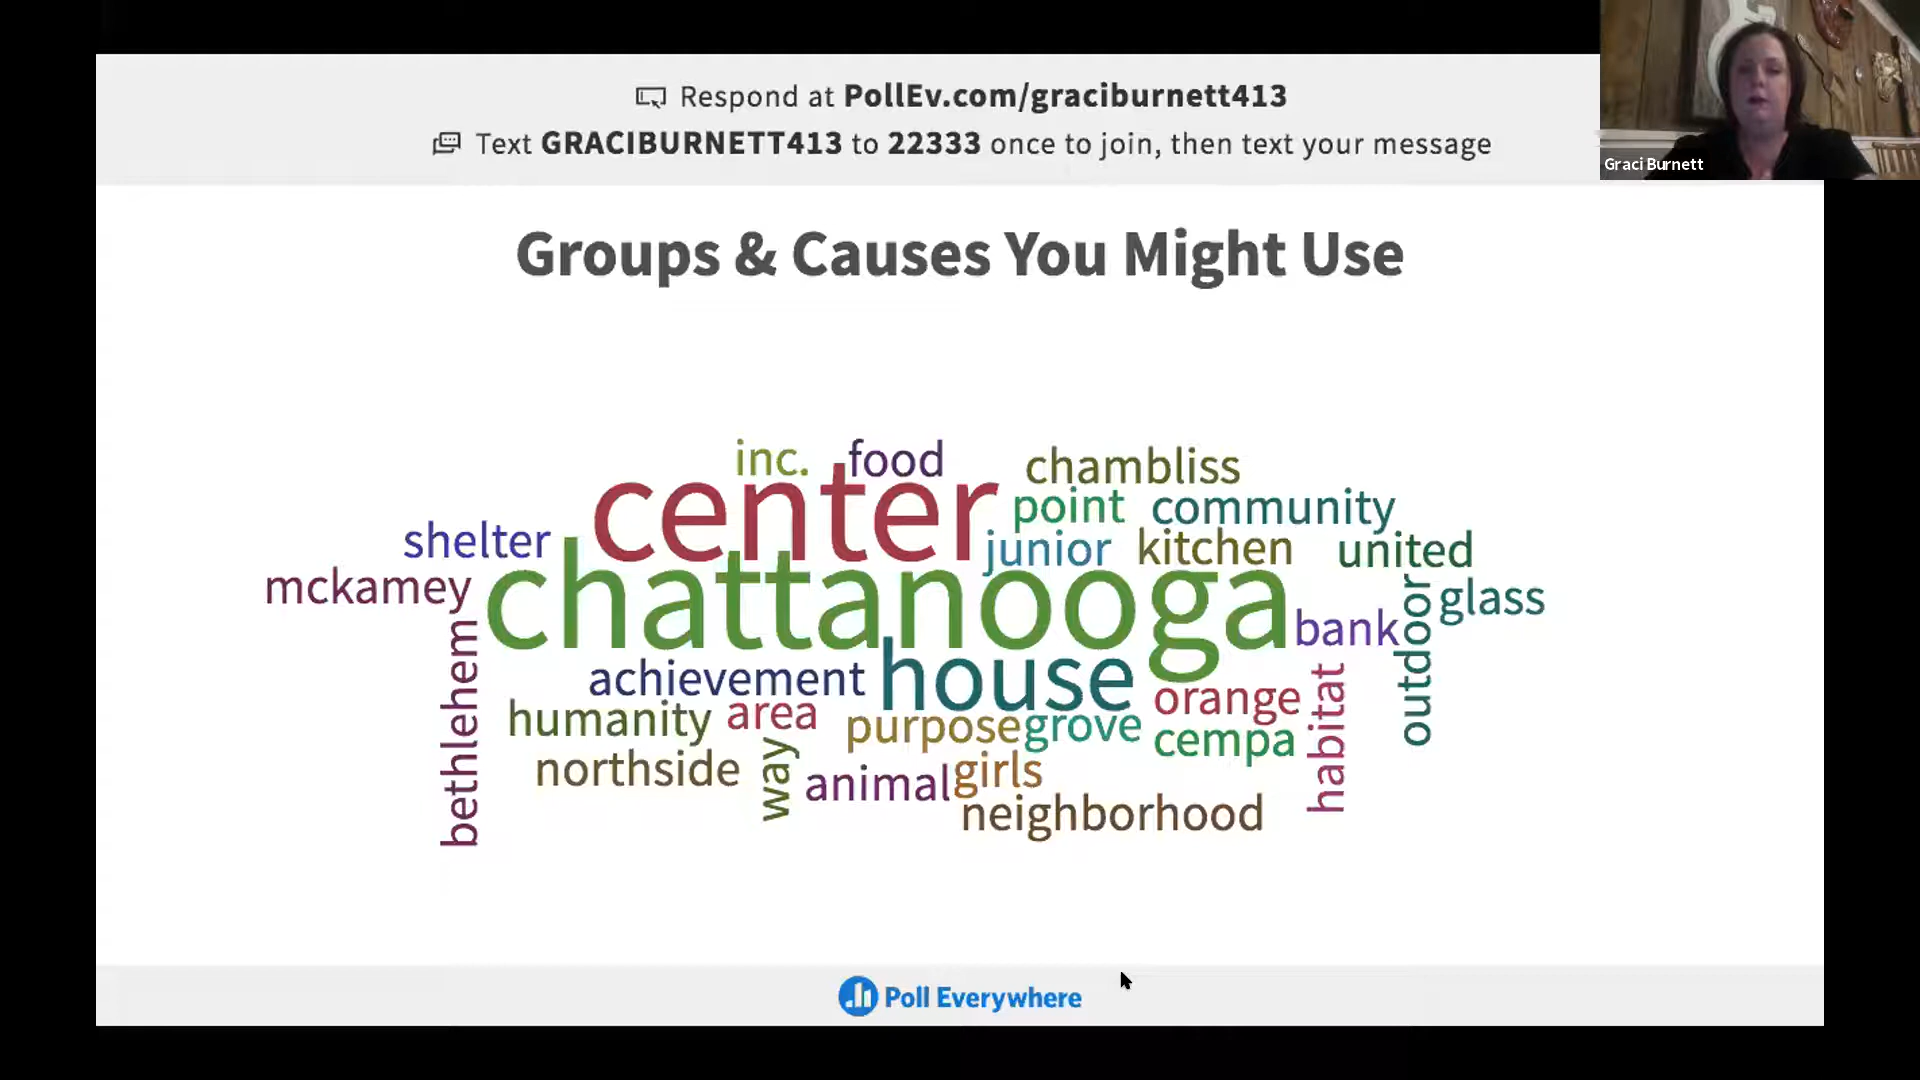 Respond at PollEv.com/graciburnett413
Text GRACIBURNETT413 to 22333 once to join, then text your message
Graci Burnett
Groups & Causes You Might Use
inc. food chambliss
center point community
shelter junior kitchen united
mckamey chattanooga glass
bank outdoor
bethlehem achievement house orange habitat
humanity area purpose grove cempa
northside way animal girls
neighborhood
Poll Everywhere